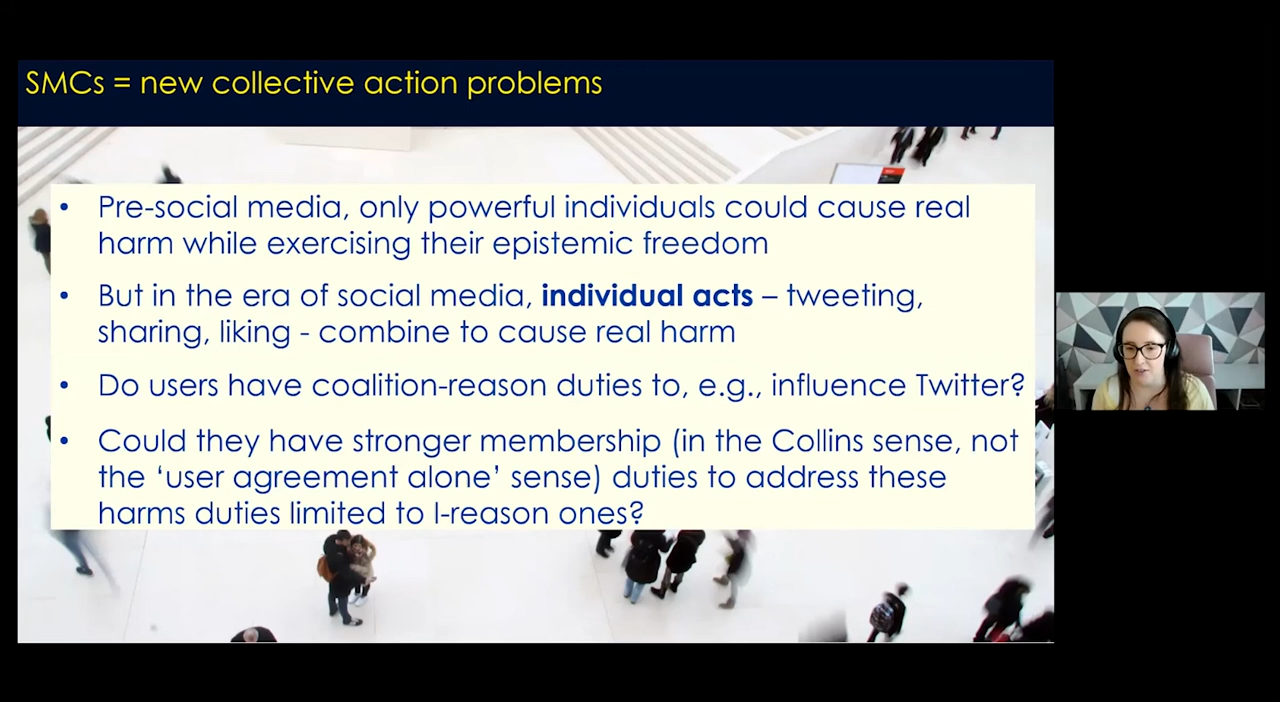 SMCs = new collective action problems
• Pre-social media, only powerful individuals could cause real
harm while exercising their epistemic freedom
• But in the era of social media, individual acts – tweeting,
sharing, liking - combine to cause real harm
• Do users have coalition-reason duties to, e.g., influence Twitter?
• Could they have stronger membership (in the Collins sense, not
the ‘user agreement alone’ sense) duties to address these
harms duties limited to I-reason ones?